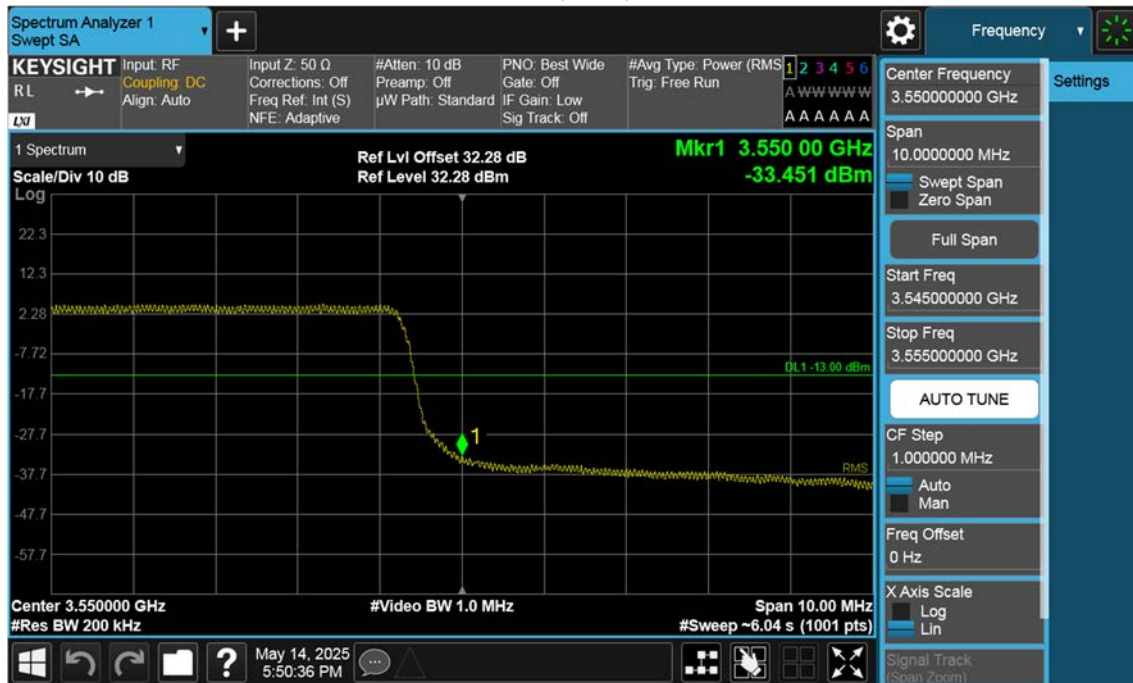 Spectrum Analyzer 1
Swept SA
+
Frequency
KEYSIGHT
RL
LXI
Input: RF
Coupling: DC
Align: Auto
Input Z: 50 Ω
Corrections: Off
Freq Ref: Int (S)
NFE: Adaptive
#Atten: 10 dB
Preamp: Off
µW Path: Standard
PNO: Best Wide
Gate: Off
IF Gain: Low
Sig Track: Off
#Avg Type: Power (RMS
Trig: Free Run
1 2 3 4 5 6
A W W W W W
A A A A A A
1 Spectrum
Scale/Div 10 dB
Ref Lvl Offset 32.28 dB
Ref Level 32.28 dBm
Mkr1 3.550 00 GHz
-33.451 dBm
Log
22.3
12.3
2.28
-7.72
-17.7
-27.7
-37.7
-47.7
-57.7
DL1 -13.00 dBm
1
RMS
Center 3.550000 GHz
#Res BW 200 kHz
#Video BW 1.0 MHz
Span 10.00 MHz
#Sweep ~6.04 s (1001 pts)
Center Frequency
3.550000000 GHz
Settings
Span
10.0000000 MHz
Swept Span
Zero Span
Full Span
Start Freq
3.545000000 GHz
Stop Freq
3.555000000 GHz
AUTO TUNE
CF Step
1.000000 MHz
Auto
Man
Freq Offset
0 Hz
X Axis Scale
Log
Lin
Signal Track
(Span Zoom)
?
May 14, 2025
5:50:36 PM